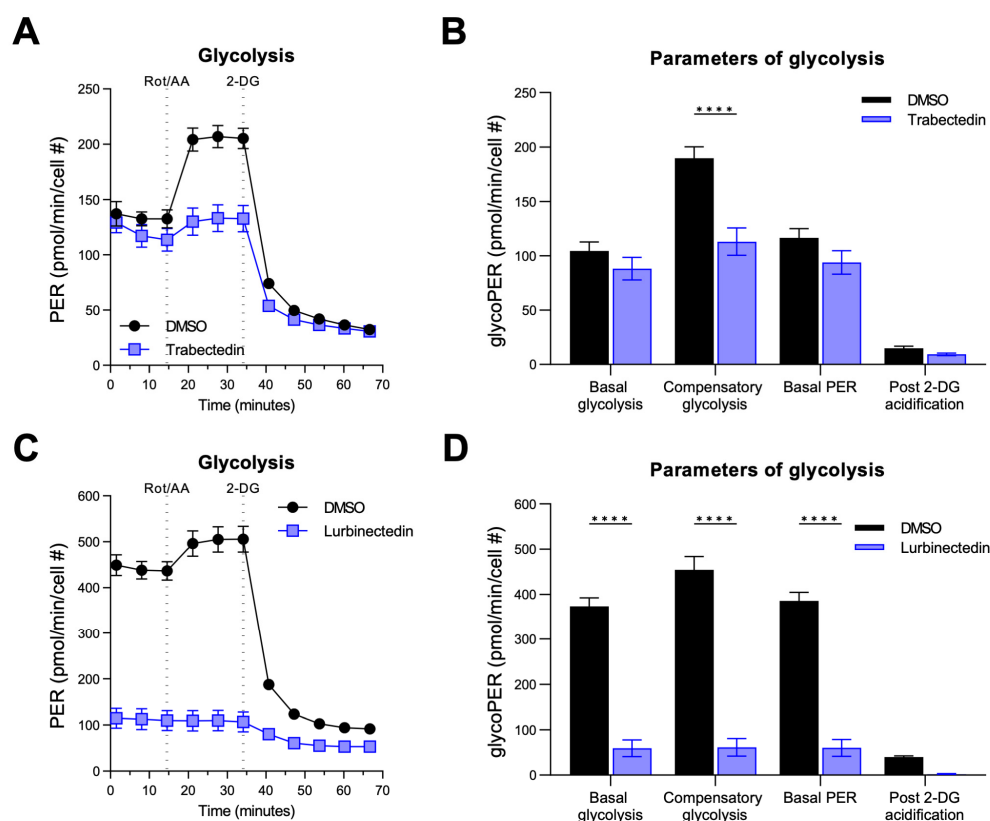 A
Glycolysis
Rot/AA
2-DG
250
200
150
100
50
0
PER (pmol/min/cell #)
DMSO
Trabectedin
0 10 20 30 40 50 60 70
Time (minutes)
B
Parameters of glycolysis
250
200
150
100
50
0
glycoPER (pmol/min/cell #)
****
DMSO
Trabectedin
Basal
glycolysis
Compensatory
glycolysis
Basal PER
Post 2-DG
acidification
C
Glycolysis
Rot/AA
2-DG
600
500
400
300
200
100
0
PER (pmol/min/cell #)
DMSO
Lurbinectedin
0 10 20 30 40 50 60 70
Time (minutes)
D
Parameters of glycolysis
600
500
400
300
200
100
0
glycoPER (pmol/min/cell #)
****
****
****
DMSO
Lurbinectedin
Basal
glycolysis
Compensatory
glycolysis
Basal PER
Post 2-DG
acidification